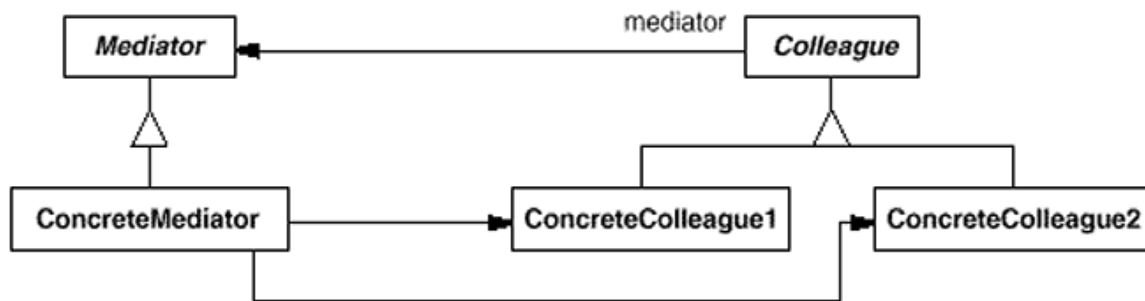 mediator
Mediator
Colleague
ConcreteMediator
ConcreteColleague1
ConcreteColleague2